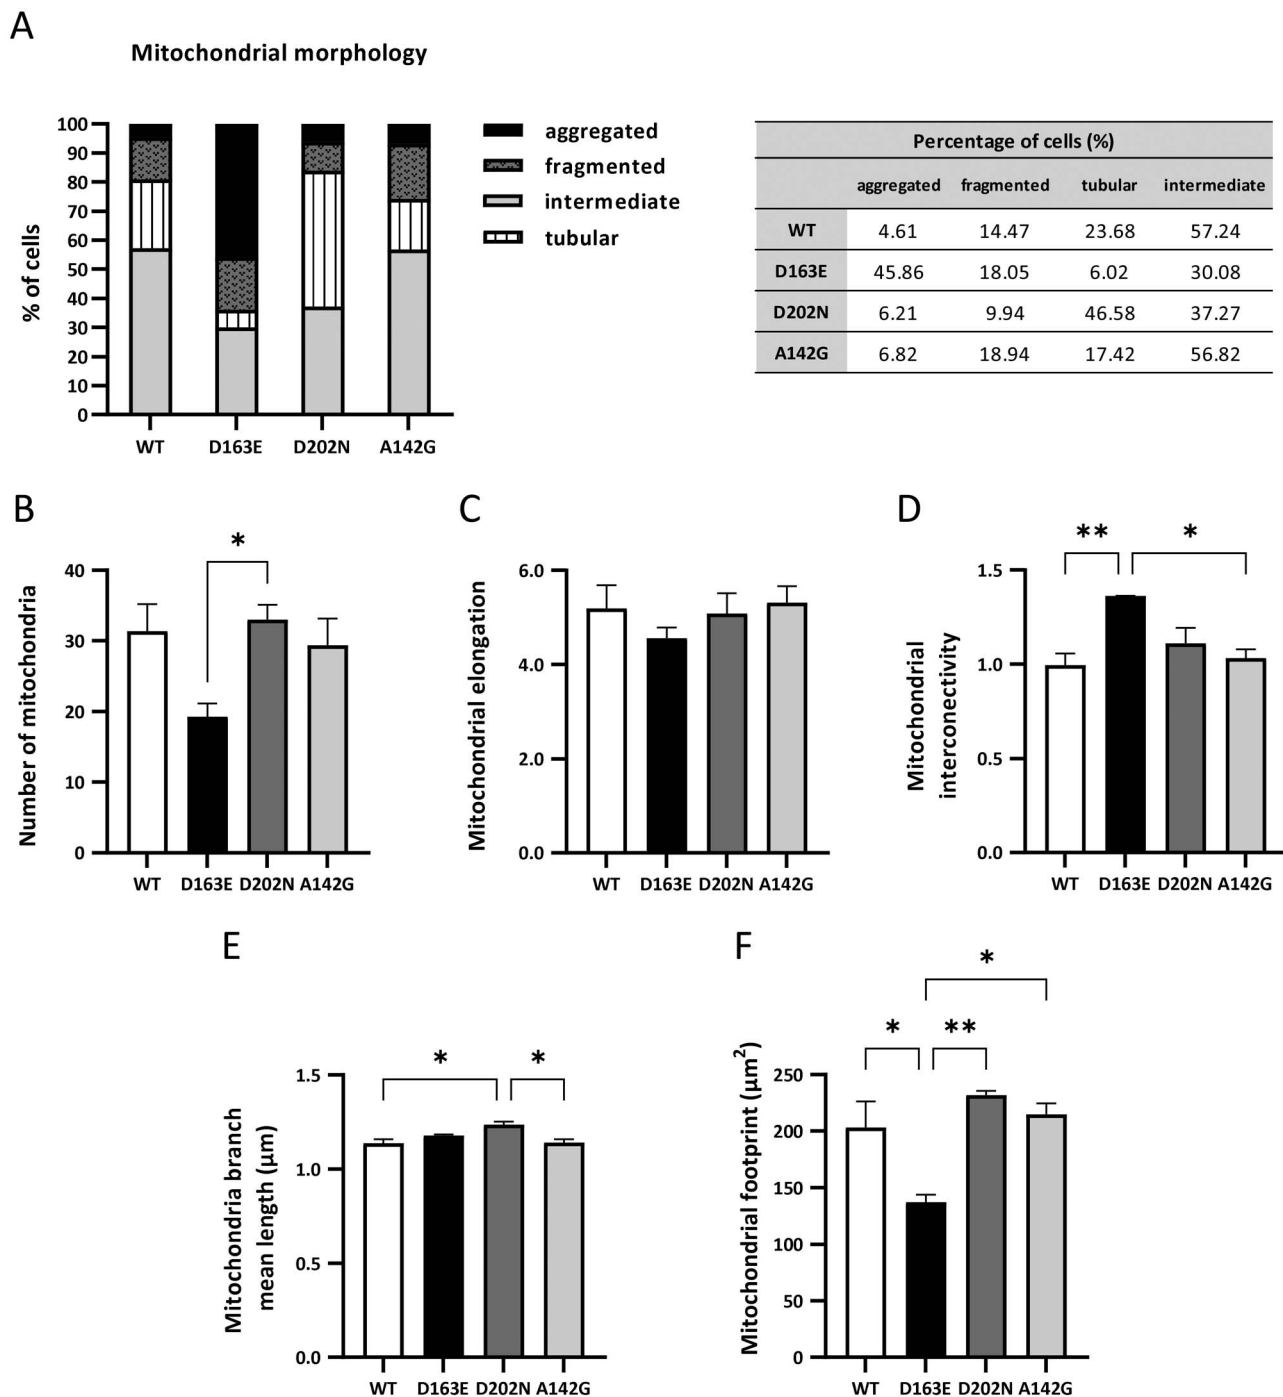 A
Mitochondrial morphology
% of cells
100
90
80
70
60
50
40
30
20
10
0
WT D163E D202N A142G
aggregated
fragmented
intermediate
tubular
Percentage of cells (%)
aggregated fragmented tubular intermediate
WT 4.61 14.47 23.68 57.24
D163E 45.86 18.05 6.02 30.08
D202N 6.21 9.94 46.58 37.27
A142G 6.82 18.94 17.42 56.82
B
*
Number of mitochondria
40
30
20
10
0
WT D163E D202N A142G
C
Mitochondrial elongation
6.0
4.0
2.0
0.0
WT D163E D202N A142G
D
** *
Mitochondrial
interconectivity
1.5
1.0
0.5
0.0
WT D163E D202N A142G
E
* *
Mitochondria branch
mean length (µm)
1.5
1.0
0.5
0.0
WT D163E D202N A142G
F
*
* **
Mitochondrial footprint (µm²)
250
200
150
100
50
0
WT D163E D202N A142G